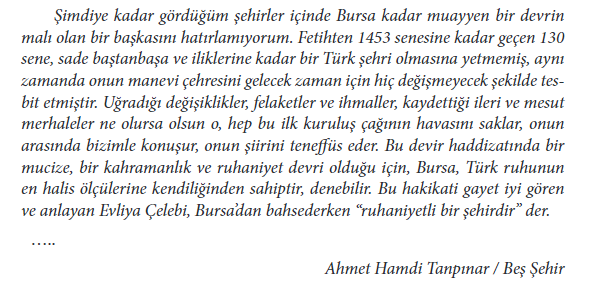 Şimdiye kadar gördüğüm şehirler içinde Bursa kadar muayyen bir devrin
malı olan bir başkasını hatırlamıyorum. Fetihten 1453 senesine kadar geçen 130
sene, sade baştanbaşa ve iliklerine kadar bir Türk şehri olmasına yetmemiş, aynı
zamanda onun manevi çehresini gelecek zaman için hiç değişmeyecek şekilde tes-
bit etmiştir. Uğradığı değişiklikler, felaketler ve ihmaller, kaydettiği ileri ve mesut
merhaleler ne olursa olsun o, hep bu ilk kuruluş çağının havasını saklar, onun
arasında bizimle konuşur, onun şiirini teneffüs eder. Bu devir haddizatında bir
mucize, bir kahramanlık ve ruhaniyet devri olduğu için, Bursa, Türk ruhunun
en halis ölçülerine kendiliğinden sahiptir, denebilir. Bu hakikati gayet iyi gören
ve anlayan Evliya Çelebi, Bursa’dan bahsederken “ruhaniyetli bir şehirdir” der.
…..
Ahmet Hamdi Tanpınar / Beş Şehir